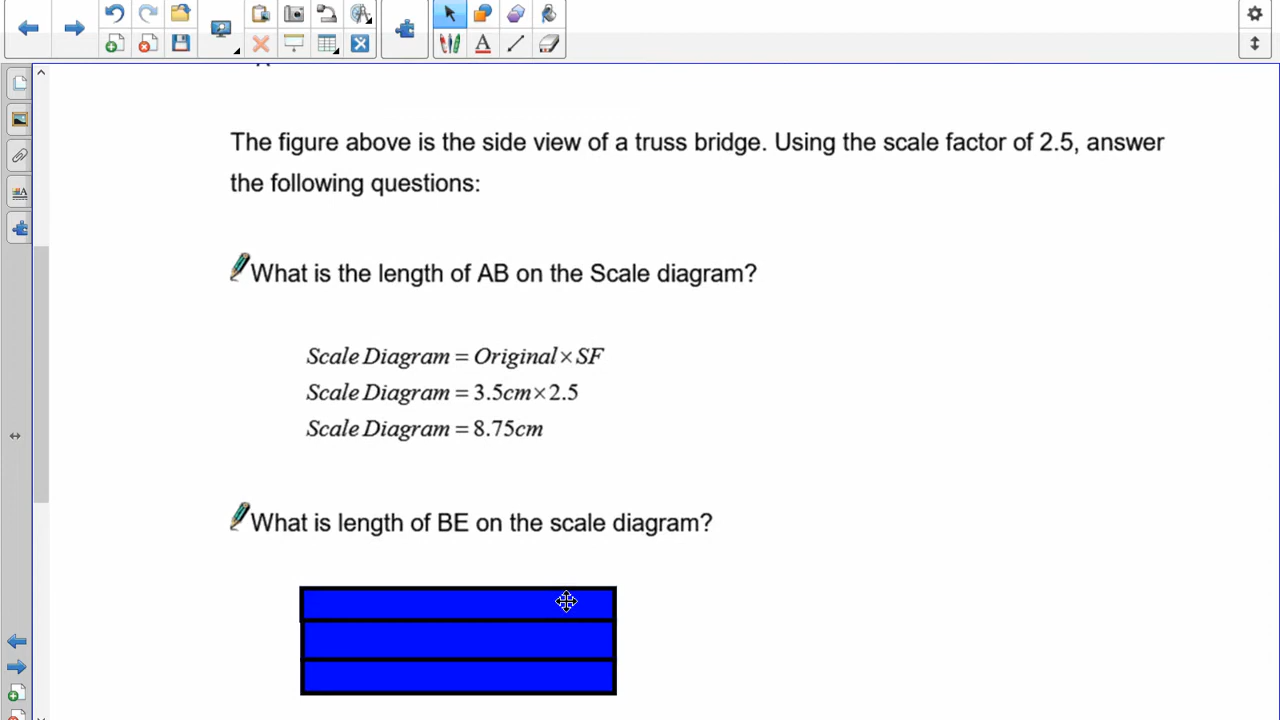 The figure above is the side view of a truss bridge. Using the scale factor of 2.5, answer
the following questions:
What is the length of AB on the Scale diagram?
Scale Diagram = Original × SF
Scale Diagram = 3.5cm × 2.5
Scale Diagram = 8.75cm
What is length of BE on the scale diagram?